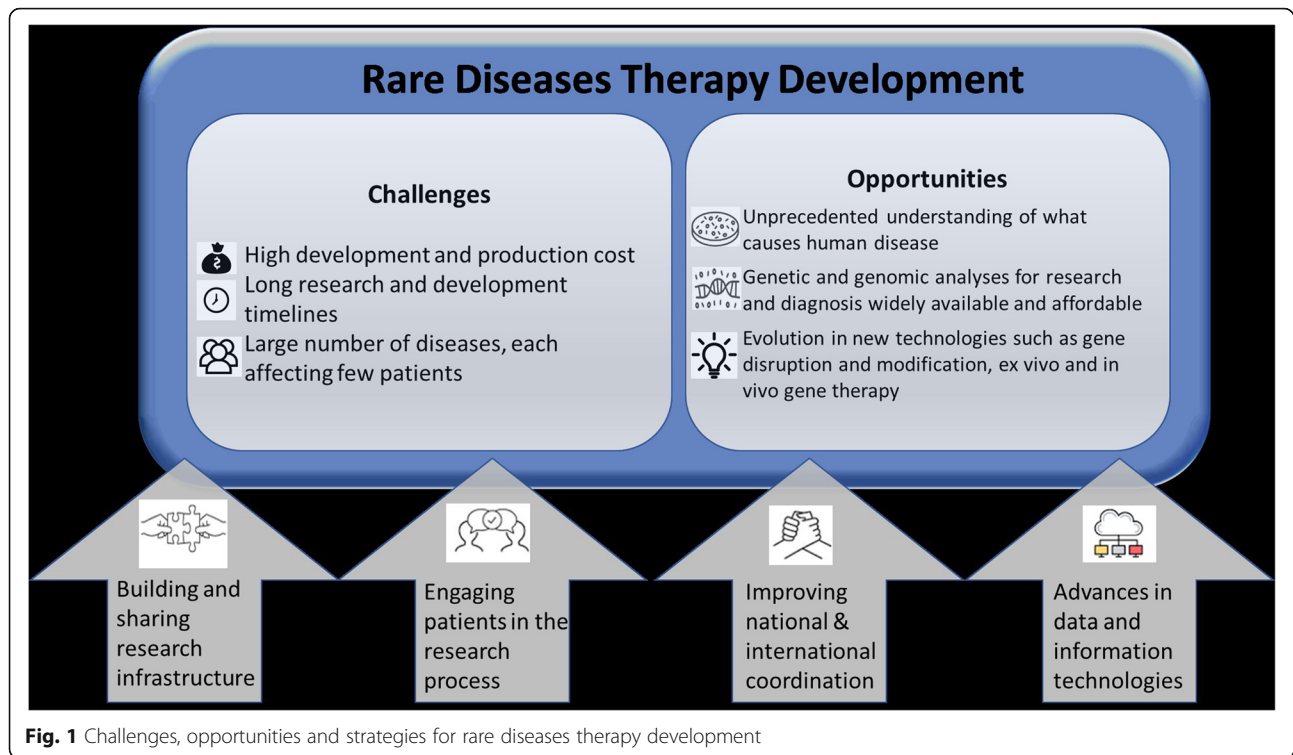 Rare Diseases Therapy Development
Challenges
High development and production cost
Long research and development
timelines
Large number of diseases, each
affecting few patients
Opportunities
Unprecedented understanding of what
causes human disease
Genetic and genomic analyses for research
and diagnosis widely available and affordable
Evolution in new technologies such as gene
disruption and modification, ex vivo and in
vivo gene therapy
Building and
sharing
research
infrastructure
Engaging
patients in the
research
process
Improving
national &
international
coordination
Advances in
data and
information
technologies
Fig. 1 Challenges, opportunities and strategies for rare diseases therapy development